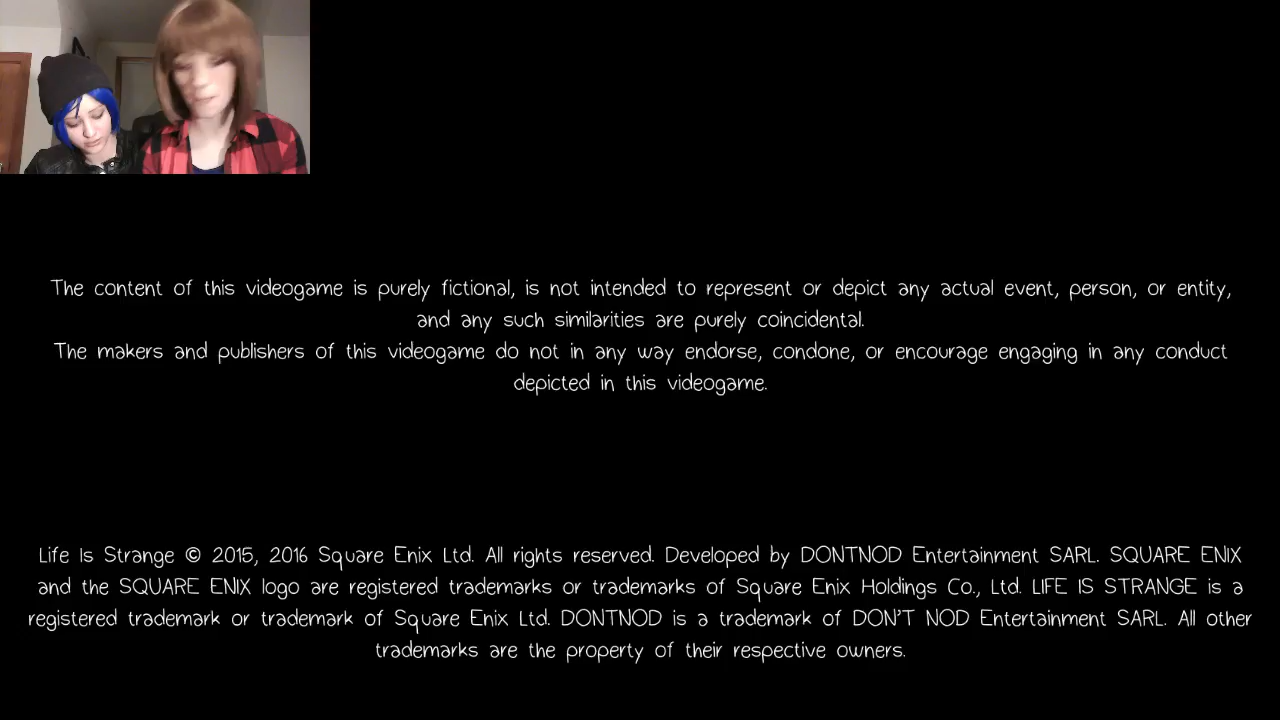 The content of this videogame is purely fictional, is not intended to represent or depict any actual event, person, or entity,
and any such similarities are purely coincidental.
The makers and publishers of this videogame do not in any way endorse, condone, or encourage engaging in any conduct
depicted in this videogame.
Life Is Strange © 2015, 2016 Square Enix Ltd. All rights reserved. Developed by DONTNOD Entertainment SARL. SQUARE ENIX
and the SQUARE ENIX logo are registered trademarks or trademarks of Square Enix Holdings Co., Ltd. LIFE IS STRANGE is a
registered trademark or trademark of Square Enix Ltd. DONTNOD is a trademark of DON'T NOD Entertainment SARL. All other
trademarks are the property of their respective owners.